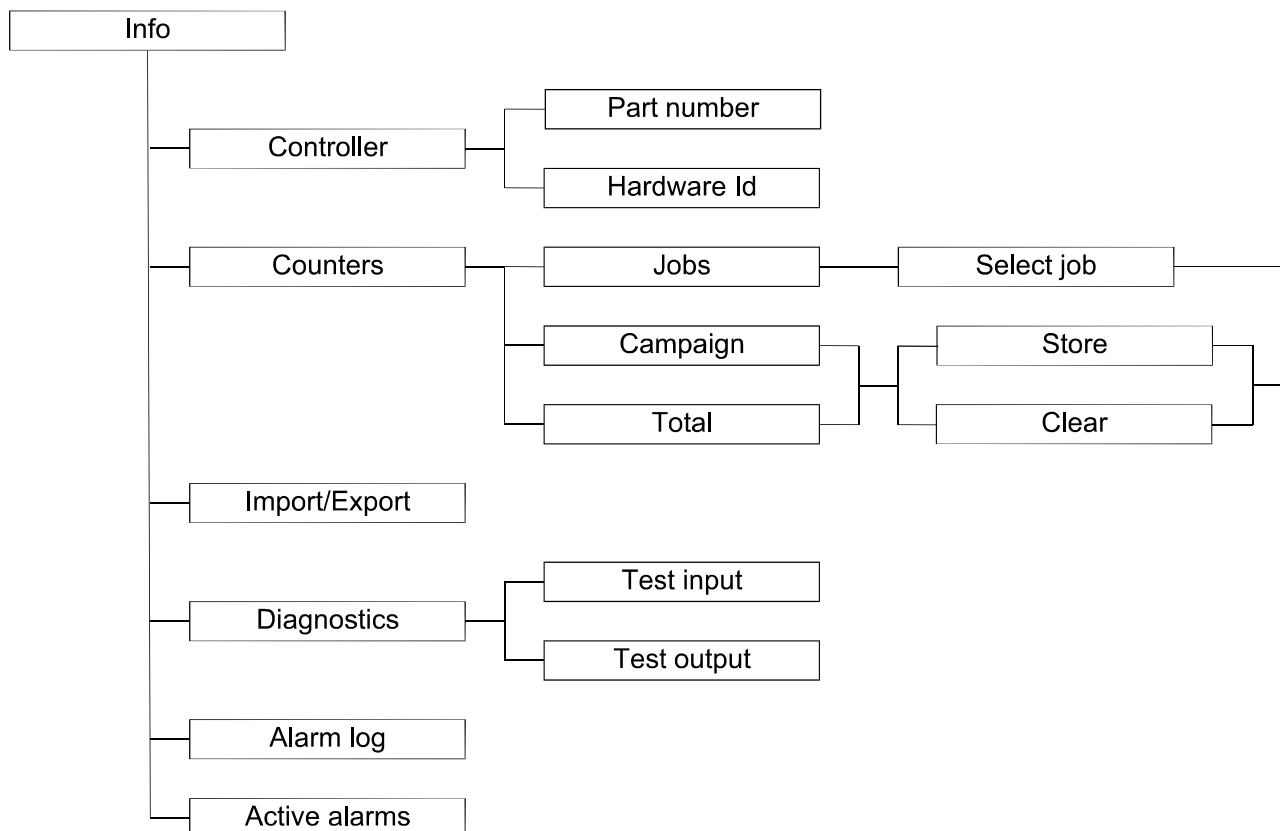 Info
Part number
Controller
Hardware Id
Counters
Jobs
Select job
Campaign
Store
Total
Clear
Import/Export
Test input
Diagnostics
Test output
Alarm log
Active alarms